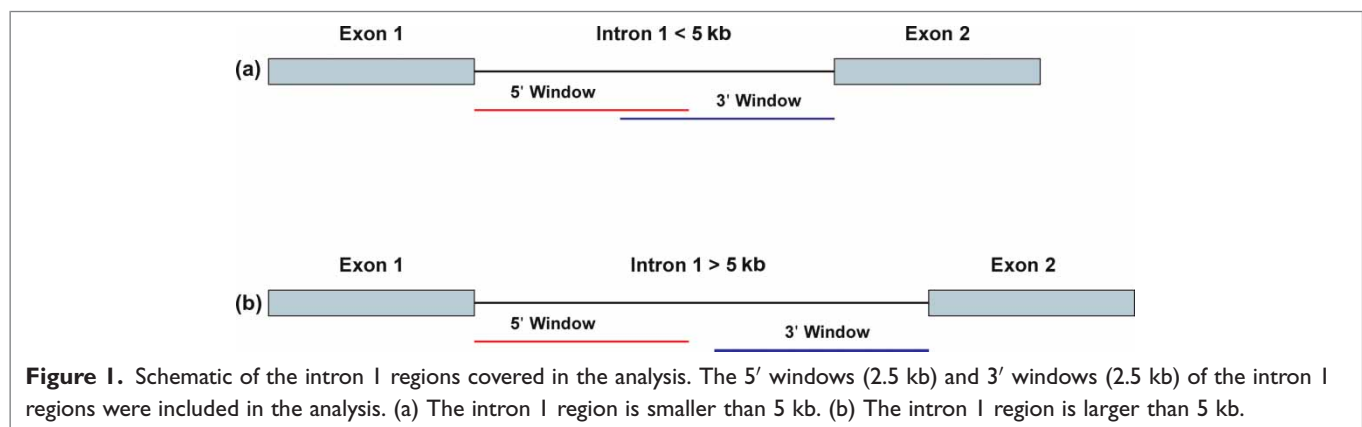 Exon 1 Intron 1 < 5 kb Exon 2
(a)
5' Window
3' Window
Exon 1 Intron 1 > 5 kb Exon 2
(b)
5' Window
3' Window
Figure 1. Schematic of the intron 1 regions covered in the analysis. The 5′ windows (2.5 kb) and 3′ windows (2.5 kb) of the intron 1
regions were included in the analysis. (a) The intron 1 region is smaller than 5 kb. (b) The intron 1 region is larger than 5 kb.